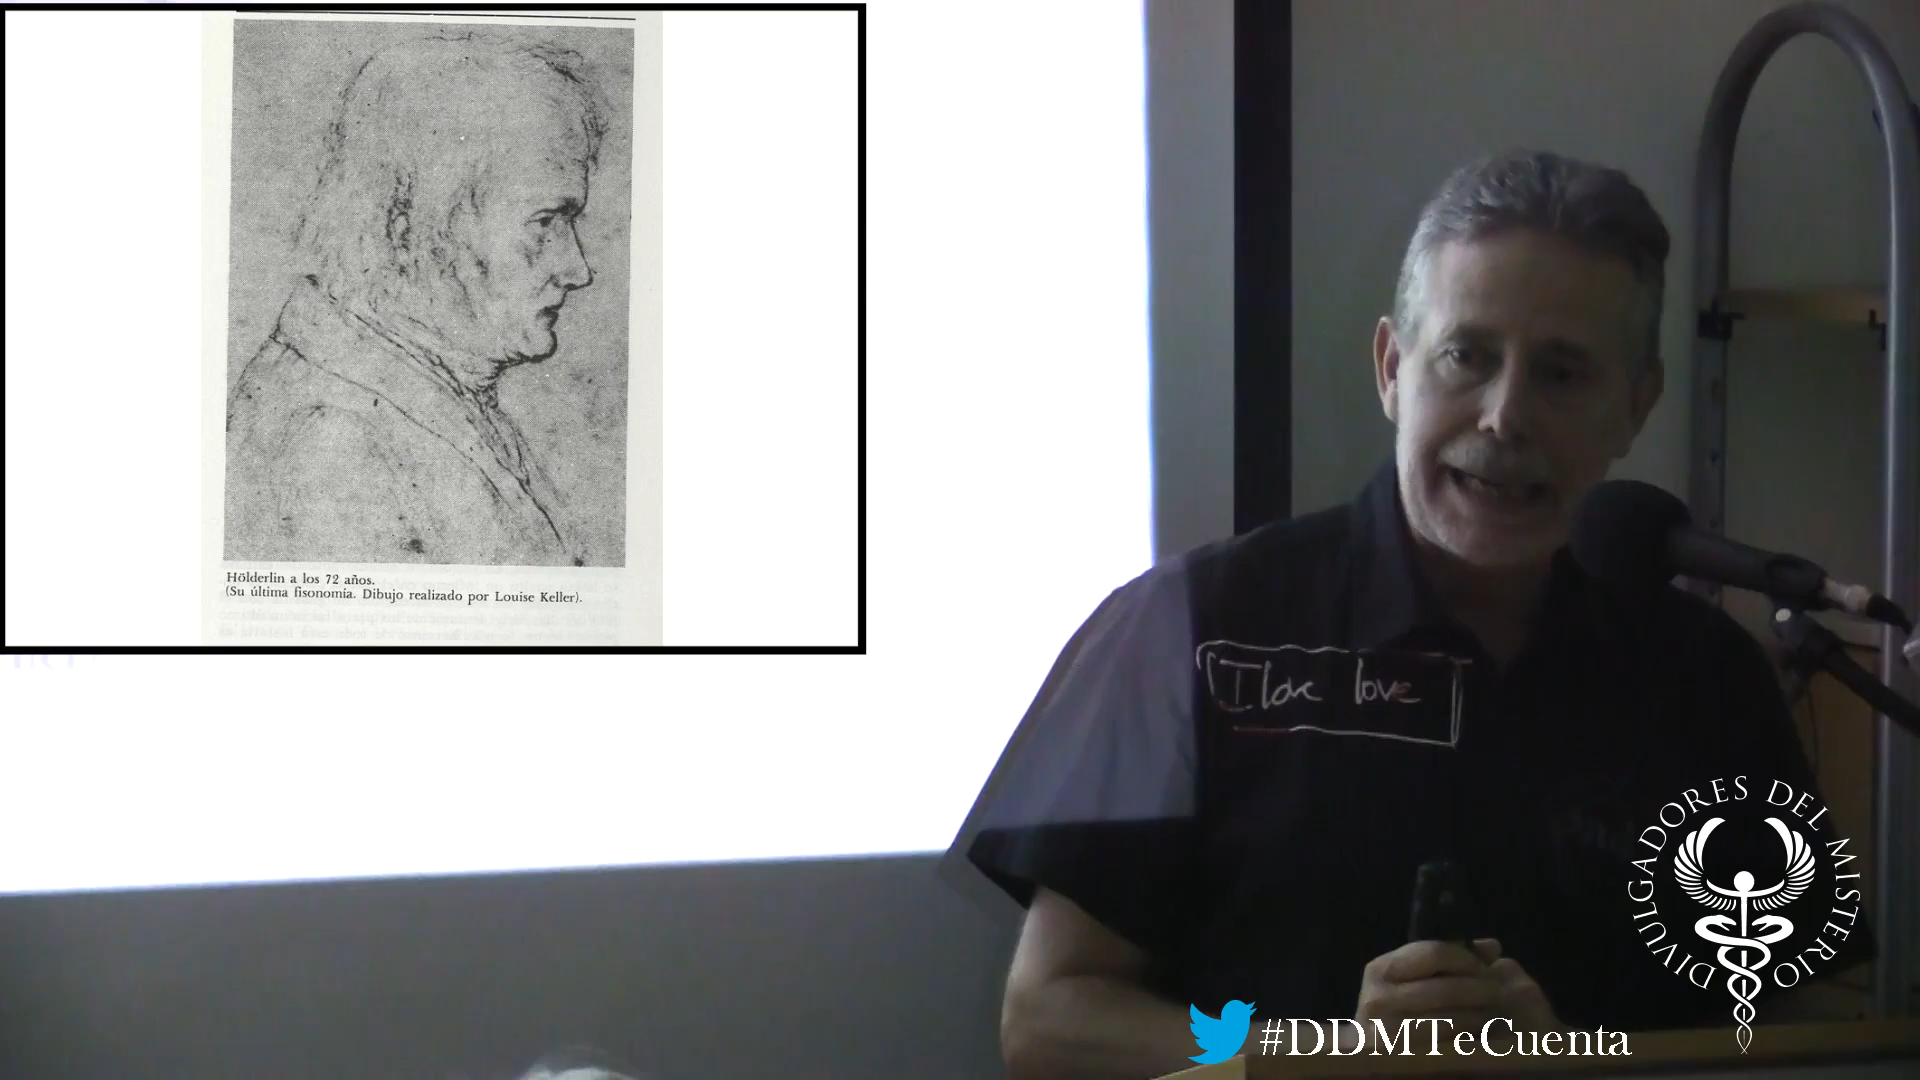 Hölderlin a los 72 años.
(Su última fisonomía. Dibujo realizado por Louise Keller).
I love love
DIVULGADORES DEL MISTERIO
#DDMTeCuenta